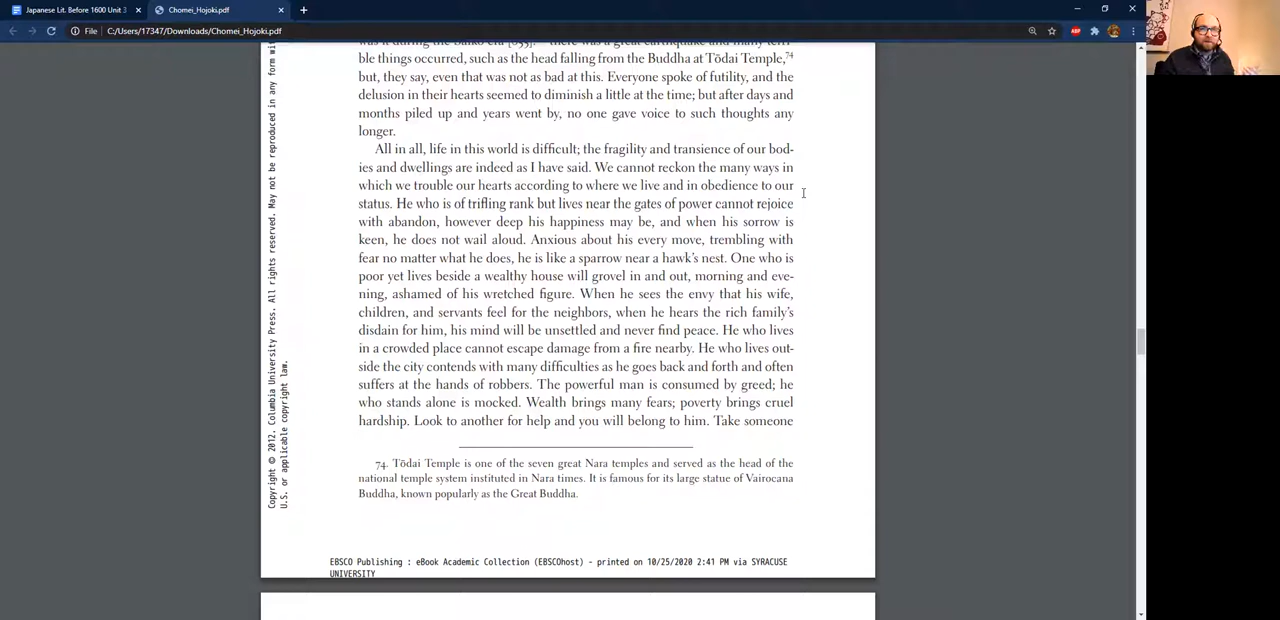 Japanese Lit. Before 1600 Unit 3
Chomei_Hojoki.pdf
File
C:/Users/17347/Downloads/Chomei_Hojoki.pdf
ABP
was it during the Saikō era [855]? there was a great earthquake and many terri-
ble things occurred, such as the head falling from the Buddha at Tōdai Temple,74
but, they say, even that was not as bad at this. Everyone spoke of futility, and the
delusion in their hearts seemed to diminish a little at the time; but after days and
months piled up and years went by, no one gave voice to such thoughts any
longer.
All in all, life in this world is difficult; the fragility and transience of our bod-
ies and dwellings are indeed as I have said. We cannot reckon the many ways in
which we trouble our hearts according to where we live and in obedience to our
status. He who is of trifling rank but lives near the gates of power cannot rejoice
with abandon, however deep his happiness may be, and when his sorrow is
keen, he does not wail aloud. Anxious about his every move, trembling with
fear no matter what he does, he is like a sparrow near a hawk's nest. One who is
poor yet lives beside a wealthy house will grovel in and out, morning and eve-
ning, ashamed of his wretched figure. When he sees the envy that his wife,
children, and servants feel for the neighbors, when he hears the rich family's
disdain for him, his mind will be unsettled and never find peace. He who lives
in a crowded place cannot escape damage from a fire nearby. He who lives out-
side the city contends with many difficulties as he goes back and forth and often
suffers at the hands of robbers. The powerful man is consumed by greed; he
who stands alone is mocked. Wealth brings many fears; poverty brings cruel
hardship. Look to another for help and you will belong to him. Take someone
74. Tōdai Temple is one of the seven great Nara temples and served as the head of the
national temple system instituted in Nara times. It is famous for its large statue of Vairocana
Buddha, known popularly as the Great Buddha.
Copyright © 2012. Columbia University Press. All rights reserved. May not be reproduced in any form wi
U.S. or applicable copyright law.
EBSCO Publishing : eBook Academic Collection (EBSCOhost) - printed on 10/25/2020 2:41 PM via SYRACUSE
UNIVERSITY